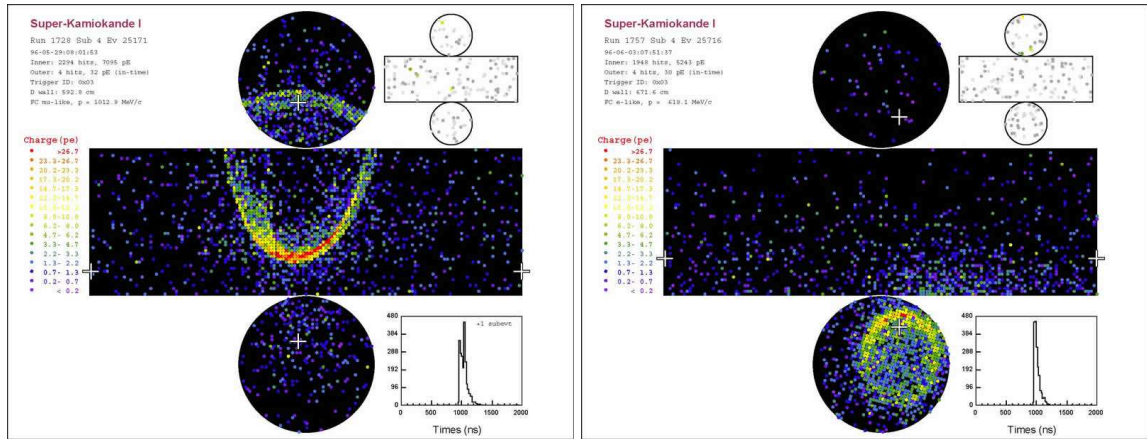 Super-Kamiokande I
Run 1728 Sub 4 Ev 25171
96-05-29:08:01:53
Inner: 2294 hits, 7095 pE
Outer: 4 hits, 32 pE (in-time)
Trigger ID: 0x03
D wall: 592.8 cm
FC mu-like, p = 1012.9 MeV/c
Charge(pe)
>26.7
23.3-26.7
20.2-23.3
17.3-20.2
14.7-17.3
12.2-14.7
10.0-12.2
8.0-10.0
6.2- 8.0
4.7- 6.2
3.3- 4.7
2.2- 3.3
1.3- 2.2
0.7- 1.3
0.2- 0.7
< 0.2
+1 subevt
480
384
288
192
96
0
0 500 1000 1500 2000
Times (ns)
Super-Kamiokande I
Run 1757 Sub 4 Ev 25716
96-06-03:07:51:37
Inner: 1948 hits, 5243 pE
Outer: 4 hits, 30 pE (in-time)
Trigger ID: 0x03
D wall: 671.6 cm
FC e-like, p = 618.1 MeV/c
Charge(pe)
>26.7
23.3-26.7
20.2-23.3
17.3-20.2
14.7-17.3
12.2-14.7
10.0-12.2
8.0-10.0
6.2- 8.0
4.7- 6.2
3.3- 4.7
2.2- 3.3
1.3- 2.2
0.7- 1.3
0.2- 0.7
< 0.2
480
384
288
192
96
0
0 500 1000 1500 2000
Times (ns)